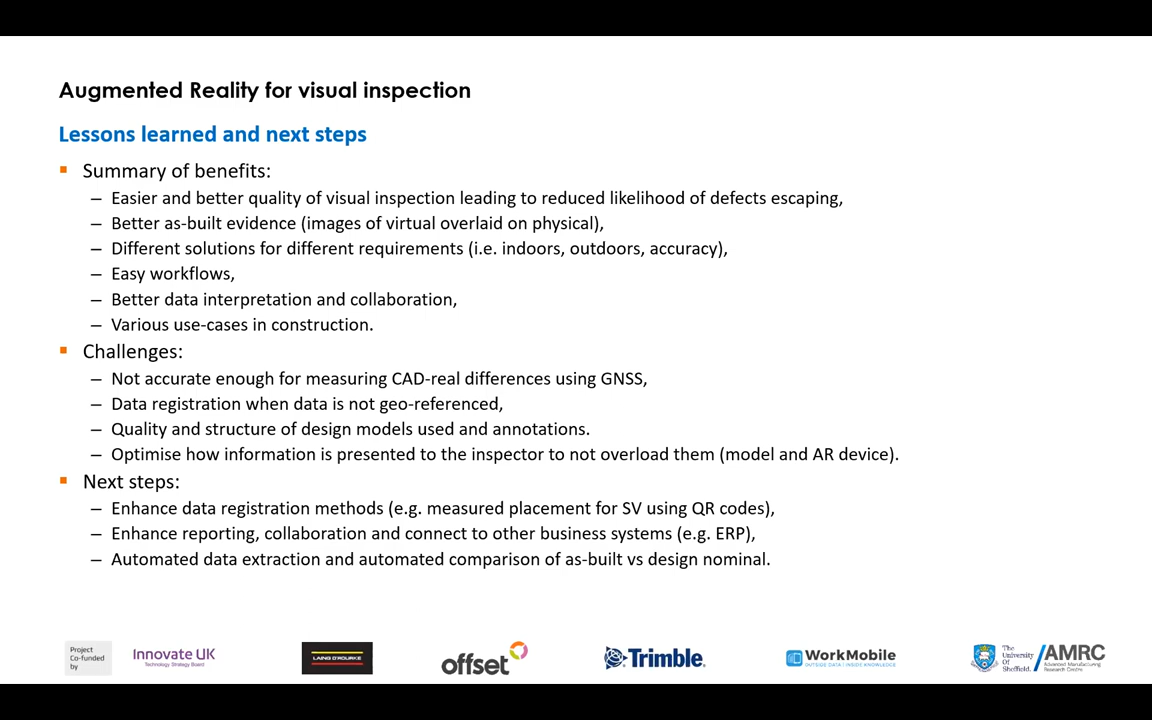 Augmented Reality for visual inspection
Lessons learned and next steps
▪ Summary of benefits:
– Easier and better quality of visual inspection leading to reduced likelihood of defects escaping,
– Better as-built evidence (images of virtual overlaid on physical),
– Different solutions for different requirements (i.e. indoors, outdoors, accuracy),
– Easy workflows,
– Better data interpretation and collaboration,
– Various use-cases in construction.
▪ Challenges:
– Not accurate enough for measuring CAD-real differences using GNSS,
– Data registration when data is not geo-referenced,
– Quality and structure of design models used and annotations.
– Optimise how information is presented to the inspector to not overload them (model and AR device).
▪ Next steps:
– Enhance data registration methods (e.g. measured placement for SV using QR codes),
– Enhance reporting, collaboration and connect to other business systems (e.g. ERP),
– Automated data extraction and automated comparison of as-built vs design nominal.
Project
Co-funded
by
Innovate UK
Technology Strategy Board
LAING O'ROURKE
offset
Trimble.
WorkMobile
OUTSIDE DATA | INSIDE KNOWLEDGE
The
University
Of
Sheffield.
AMRC
Advanced Manufacturing
Research Centre